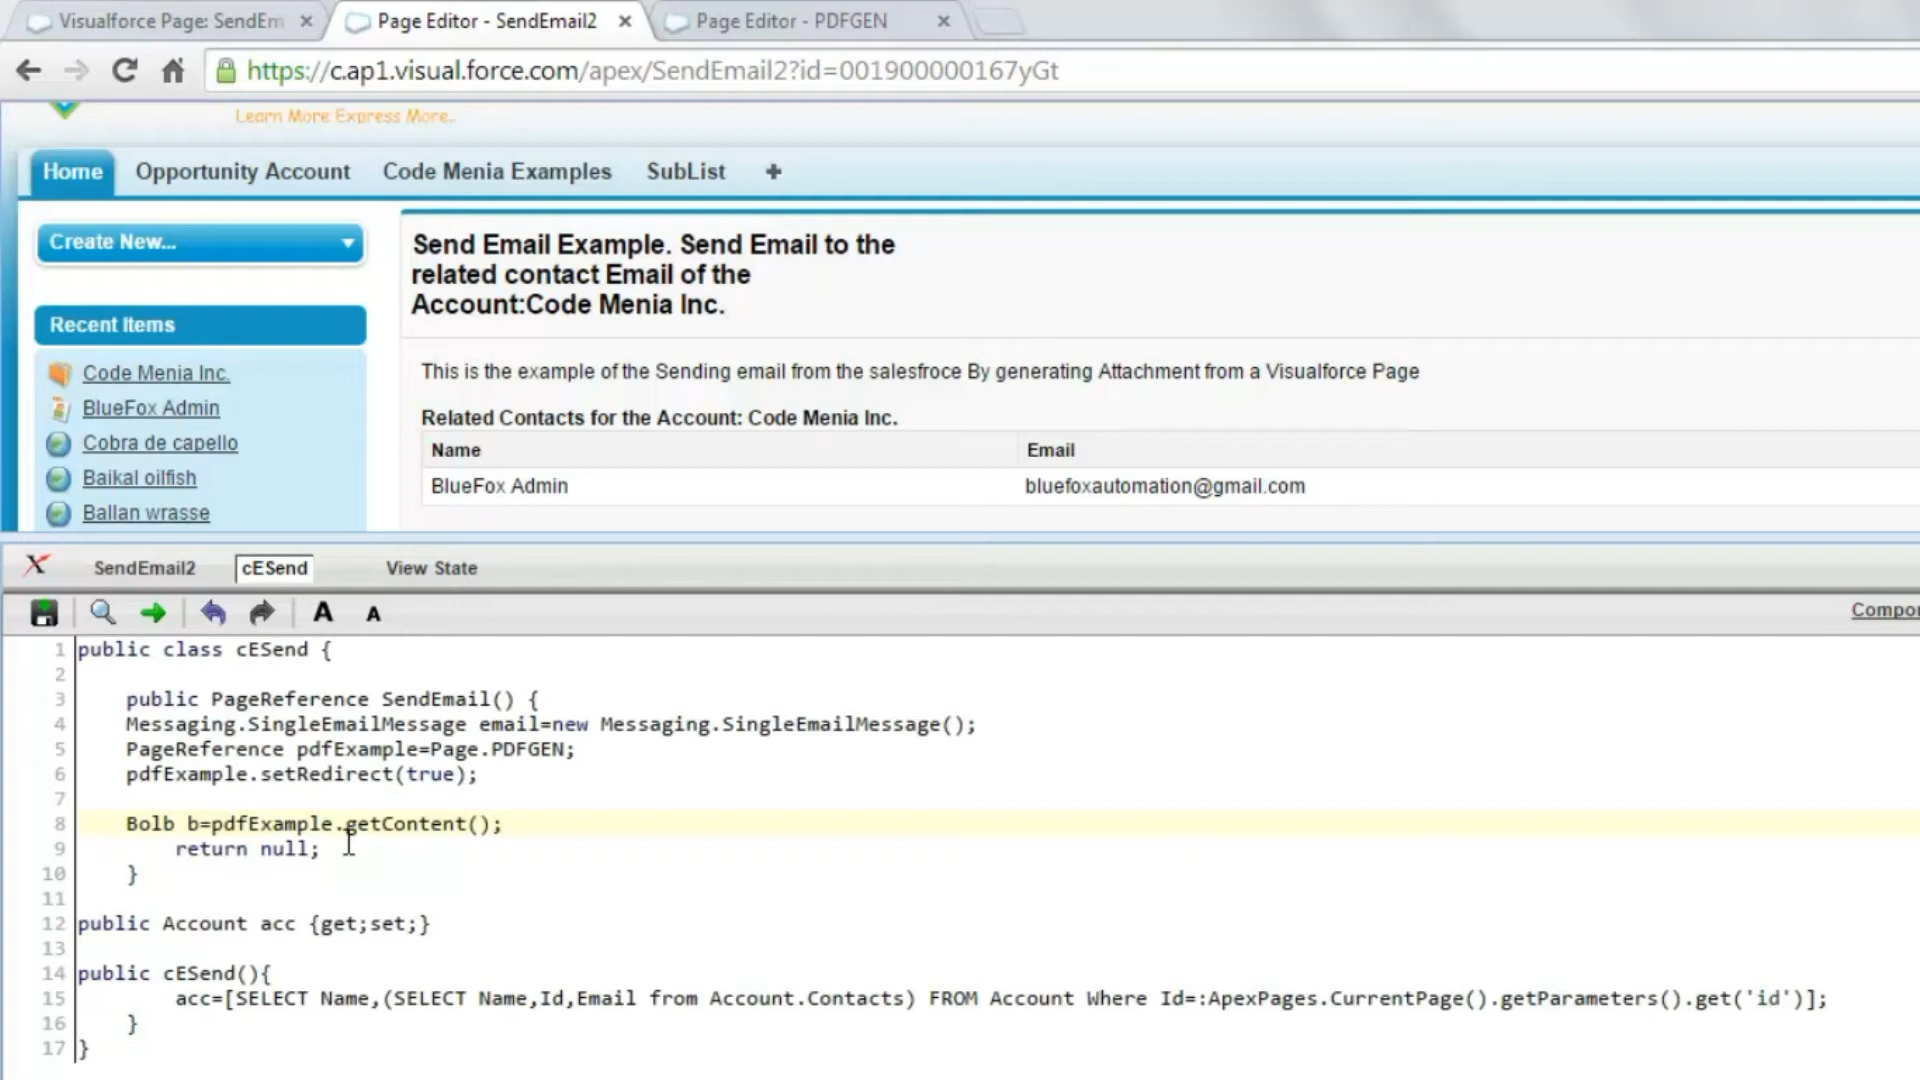 Visualforce Page: SendEm
Page Editor - SendEmail2
Page Editor - PDFGEN
https://c.ap1.visual.force.com/apex/SendEmail2?id=001900000167yGt
Learn More Express More..
Home
Opportunity Account
Code Menia Examples
SubList
+
Create New...
Recent Items
Code Menia Inc.
BlueFox Admin
Cobra de capello
Baikal oilfish
Ballan wrasse
Send Email Example. Send Email to the
related contact Email of the
Account:Code Menia Inc.
This is the example of the Sending email from the salesfroce By generating Attachment from a Visualforce Page
Related Contacts for the Account: Code Menia Inc.
Name Email
BlueFox Admin bluefoxautomation@gmail.com
SendEmail2
cESend
View State
A A
Compo
1 public class cESend {
2
3 public PageReference SendEmail() {
4 Messaging.SingleEmailMessage email=new Messaging.SingleEmailMessage();
5 PageReference pdfExample=Page.PDFGEN;
6 pdfExample.setRedirect(true);
7
8 Bolb b=pdfExample.getContent();
9 return null;
10 }
11
12 public Account acc {get;set;}
13
14 public cESend(){
15 acc=[SELECT Name,(SELECT Name,Id,Email from Account.Contacts) FROM Account Where Id=:ApexPages.CurrentPage().getParameters().get('id')];
16 }
17 }